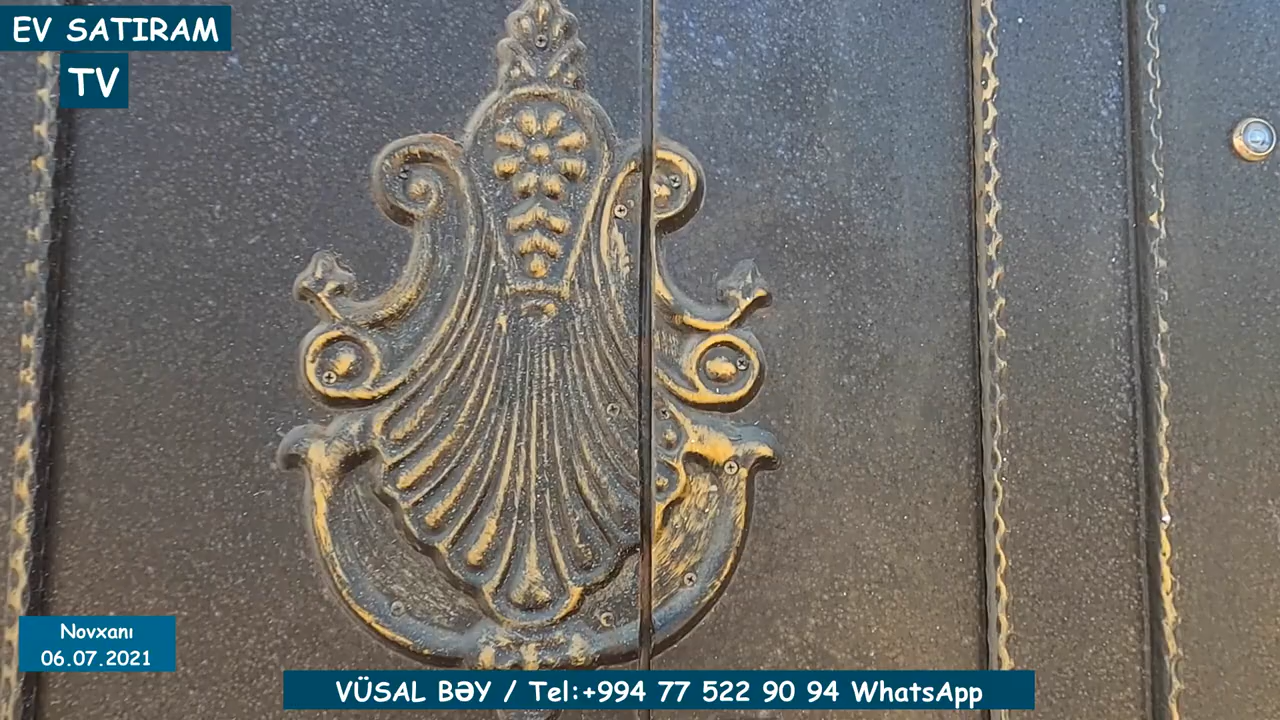 EV SATIRAM
TV
Novxanı
06.07.2021
VÜSAL BƏY / Tel:+994 77 522 90 94 WhatsApp